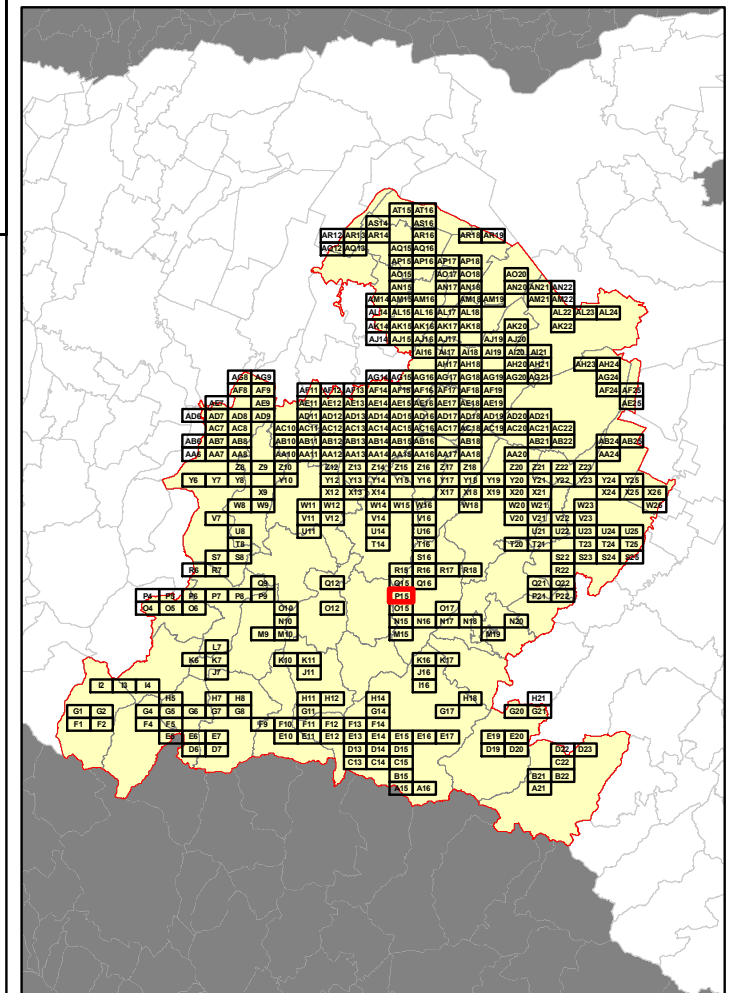 AT15 AT16
AS14 AS16
AR12 AR13 AR14 AR16 AR18 AR19
AQ12 AQ13 AQ15 AQ16
AP15 AP16 AP17 AP18
AO15 AO17 AO18 AO20
AN15 AN17 AN18 AN20 AN21 AN22
AM14 AM15 AM16 AM18 AM19 AM21 AM22
AL14 AL15 AL16 AL17 AL18 AL22 AL23 AL24
AK14 AK15 AK16 AK17 AK18 AK20 AK22
AJ14 AJ15 AJ16 AJ17 AJ19 AJ20
AI16 AI17 AI18 AI19 AI20 AI21
AH16 AH17 AH18 AH20 AH21 AH23 AH24
AG8 AG9 AG14 AG15 AG16 AG17 AG18 AG19 AG20 AG21 AG24
AF8 AF9 AF11 AF12 AF13 AF14 AF15 AF16 AF17 AF18 AF19 AF24 AF25
AE7 AE9 AE11 AE12 AE13 AE14 AE15 AE16 AE17 AE18 AE19 AE25
AD6 AD7 AD8 AD9 AD11 AD12 AD13 AD14 AD15 AD16 AD17 AD18 AD19 AD20 AD21
AC7 AC8 AC10 AC11 AC12 AC13 AC14 AC15 AC16 AC17 AC18 AC19 AC20 AC21 AC22
AB6 AB7 AB8 AB10 AB11 AB12 AB13 AB14 AB15 AB16 AB18 AB21 AB22 AB24 AB25
AA6 AA7 AA8 AA10 AA11 AA12 AA13 AA14 AA15 AA16 AA17 AA18 AA20 AA24
Z8 Z9 Z10 Z12 Z13 Z14 Z15 Z16 Z17 Z18 Z20 Z21 Z22 Z23
Y6 Y7 Y8 Y10 Y12 Y13 Y14 Y15 Y16 Y17 Y18 Y19 Y20 Y21 Y22 Y23 Y24 Y25
X9 X12 X13 X14 X17 X18 X19 X20 X21 X24 X25 X26
W8 W9 W11 W12 W14 W15 W16 W18 W20 W21 W23 W26
V7 V11 V12 V14 V16 V20 V21 V22 V23
U8 U11 U14 U16 U21 U22 U23 U24 U25
T8 T14 T16 T20 T21 T23 T24 T25
S7 S8 S16 S22 S23 S24 S25
R6 R7 R15 R16 R17 R18 R22
Q9 Q12 Q15 Q16 Q21 Q22
P4 P5 P6 P7 P8 P9 P15 P21 P22
O4 O5 O6 O10 O12 O15 O17
N10 N15 N16 N17 N18 N20
M9 M10 M15 M19
L7
K6 K7 K10 K11 K16 K17
J7 J11 J16
I2 I3 I4 I16
H5 H7 H8 H11 H12 H14 H18 H21
G1 G2 G4 G5 G6 G7 G8 G11 G17 G20 G21
F1 F2 F4 F5 F9 F10 F11 F12 F13 F14
E5 E6 E7 E10 E11 E12 E13 E14 E15 E16 E17 E19 E20
D6 D7 D13 D14 D15 D19 D20 D22 D23
C13 C14 C15 C22
B15 B21 B22
A15 A16 A21